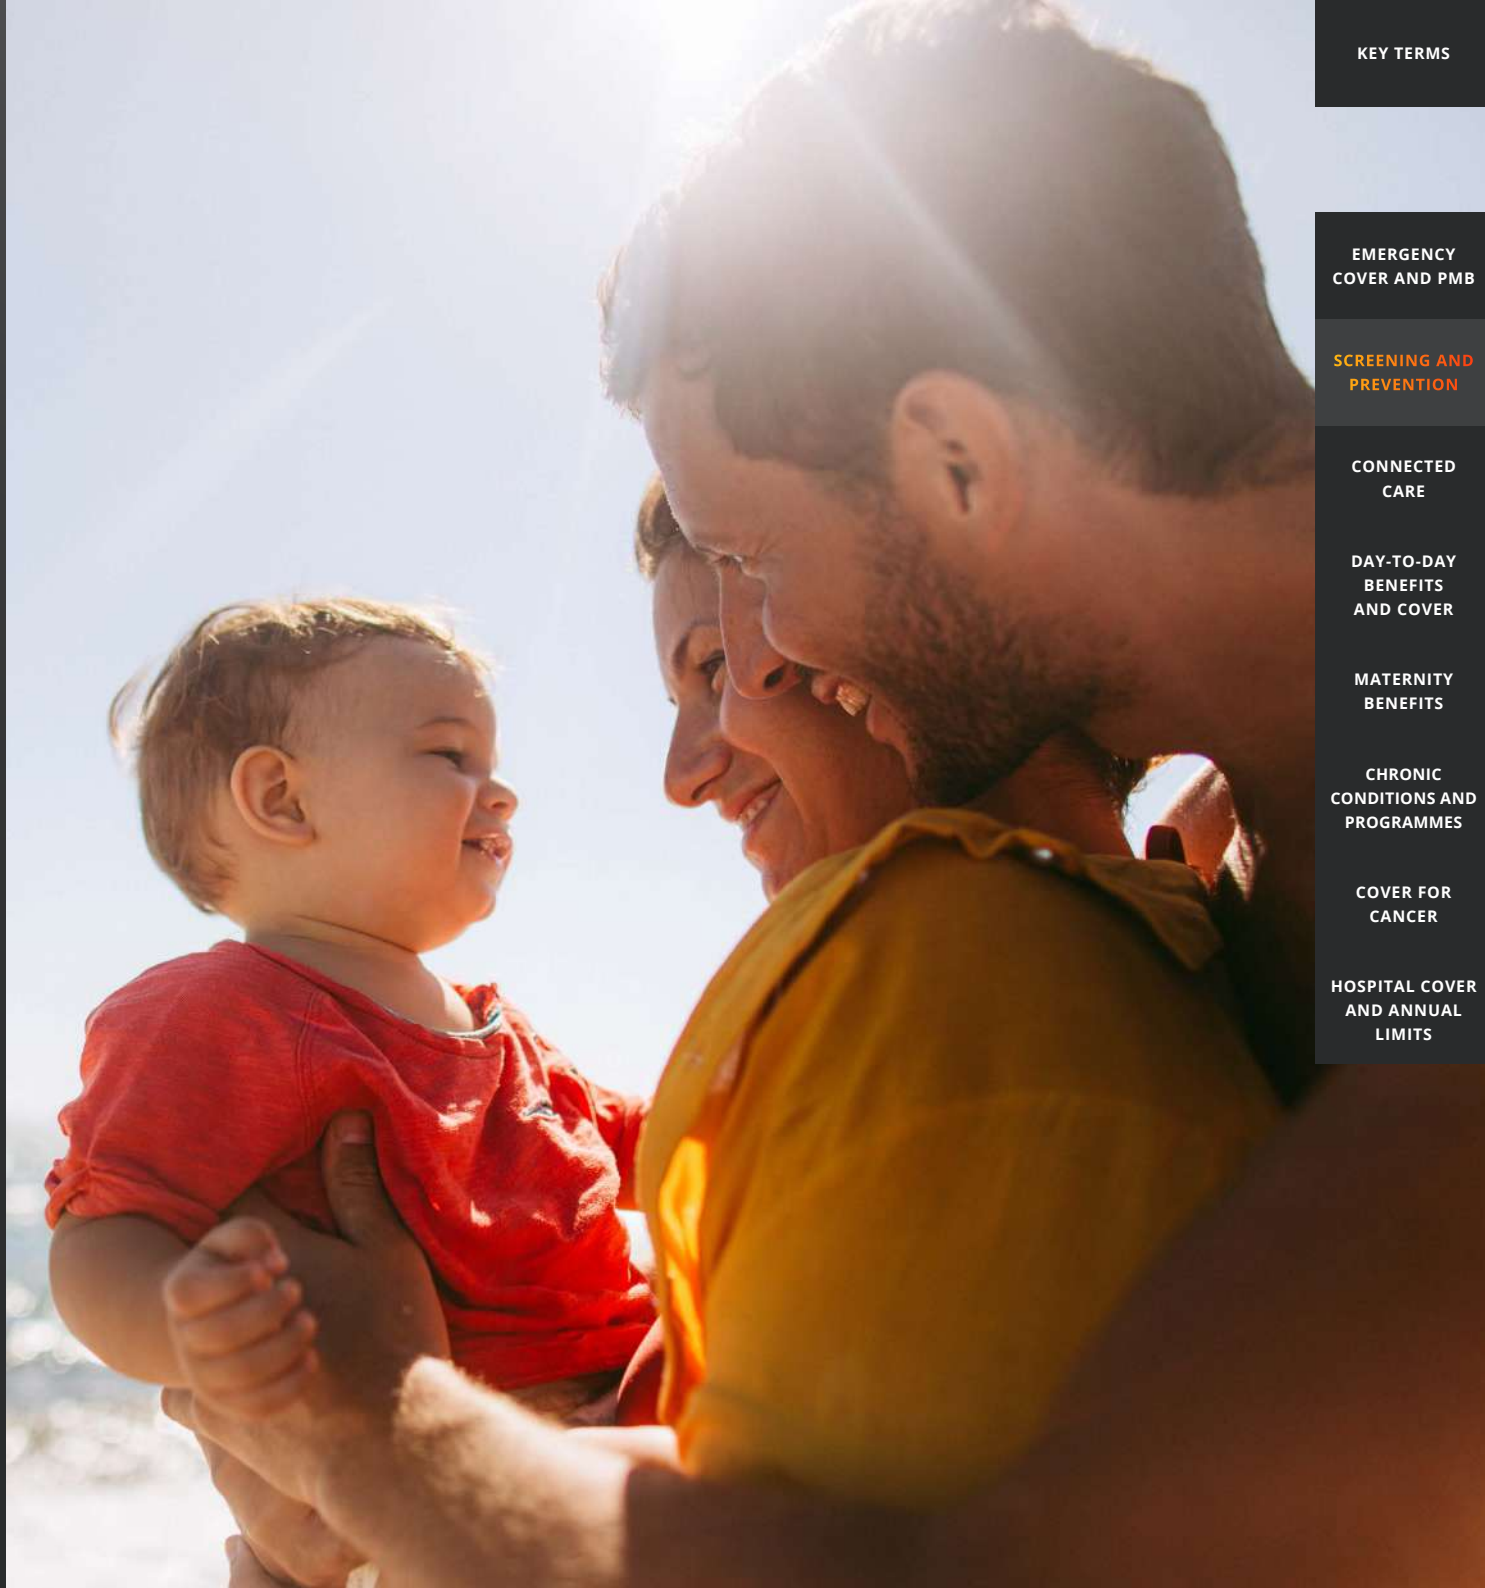 KEY TERMS
EMERGENCY
COVER AND PMB
SCREENING AND
PREVENTION
CONNECTED
CARE
DAY-TO-DAY
BENEFITS
AND COVER
MATERNITY
BENEFITS
CHRONIC
CONDITIONS AND
PROGRAMMES
COVER FOR
CANCER
HOSPITAL COVER
AND ANNUAL
LIMITS